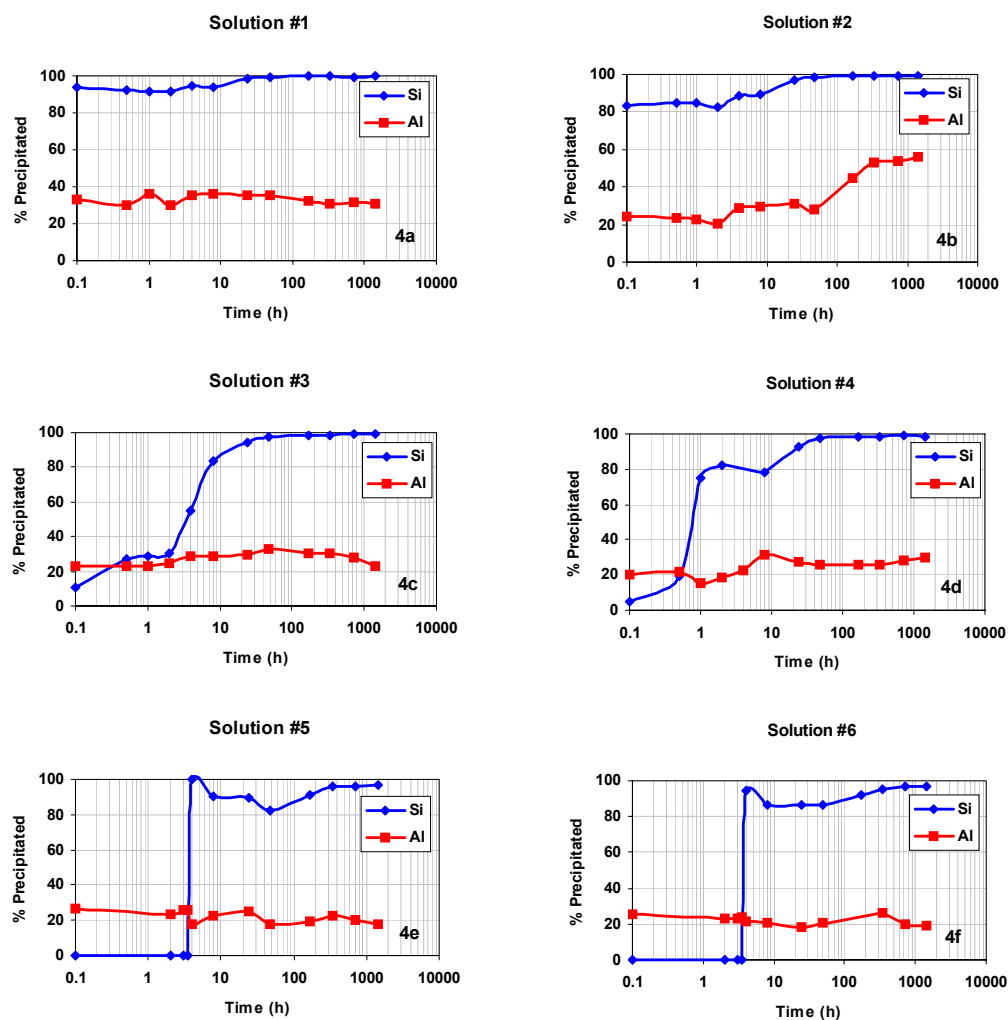 Solution #1
100
80
60
40
20
0
% Precipitated
Si
Al
4a
0.1 1 10 100 1000 10000
Time (h)
Solution #2
100
80
60
40
20
0
% Precipitated
Si
Al
4b
0.1 1 10 100 1000 10000
Time (h)
Solution #3
100
80
60
40
20
0
% Precipitated
Si
Al
4c
0.1 1 10 100 1000 10000
Time (h)
Solution #4
100
80
60
40
20
0
% Precipitated
Si
Al
4d
0.1 1 10 100 1000 10000
Time (h)
Solution #5
100
80
60
40
20
0
% Precipitated
Si
Al
4e
0.1 1 10 100 1000 10000
Time (h)
Solution #6
100
80
60
40
20
0
% Precipitated
Si
Al
4f
0.1 1 10 100 1000 10000
Time (h)